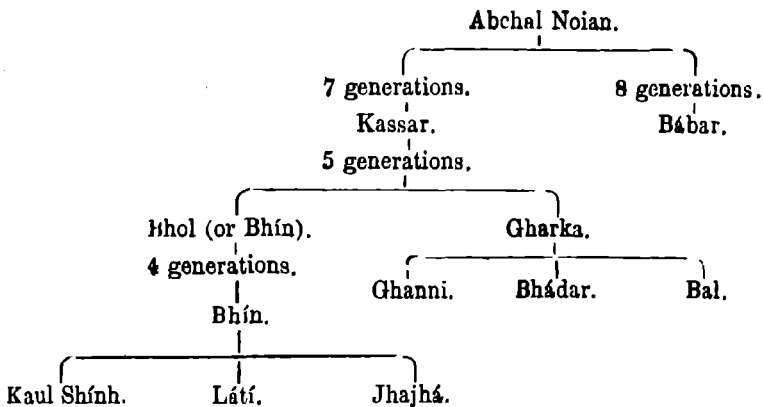 Abchal Noian.
7 generations. 8 generations.
Kassar. Bábar.
5 generations.
Bhol (or Bhín). Gharka.
4 generations.
Ghanni. Bhádar. Bal.
Bhín.
Kaul Shính. Látí. Jhajhá.